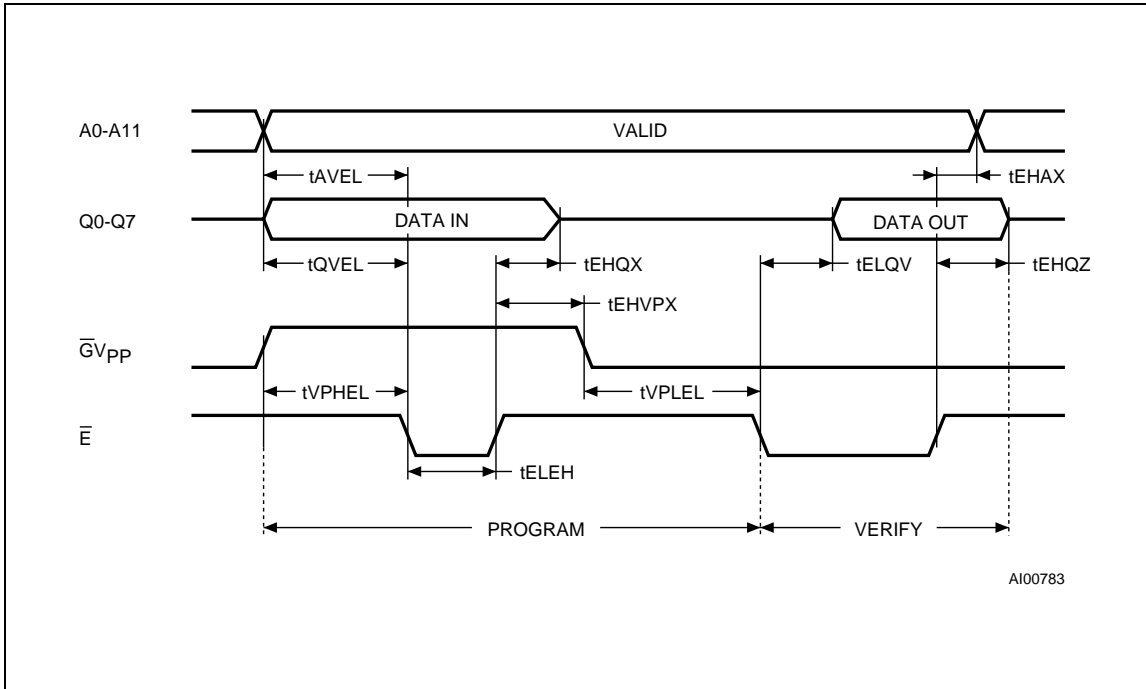 A0-A11
VALID
tAVEL
tEHAX
Q0-Q7
DATA IN
DATA OUT
tQVEL
tEHQX
tELQV
tEHQZ
tEHVPX
G̅VPP
tVPHEL
tVPLEL
E̅
tELEH
PROGRAM
VERIFY
AI00783